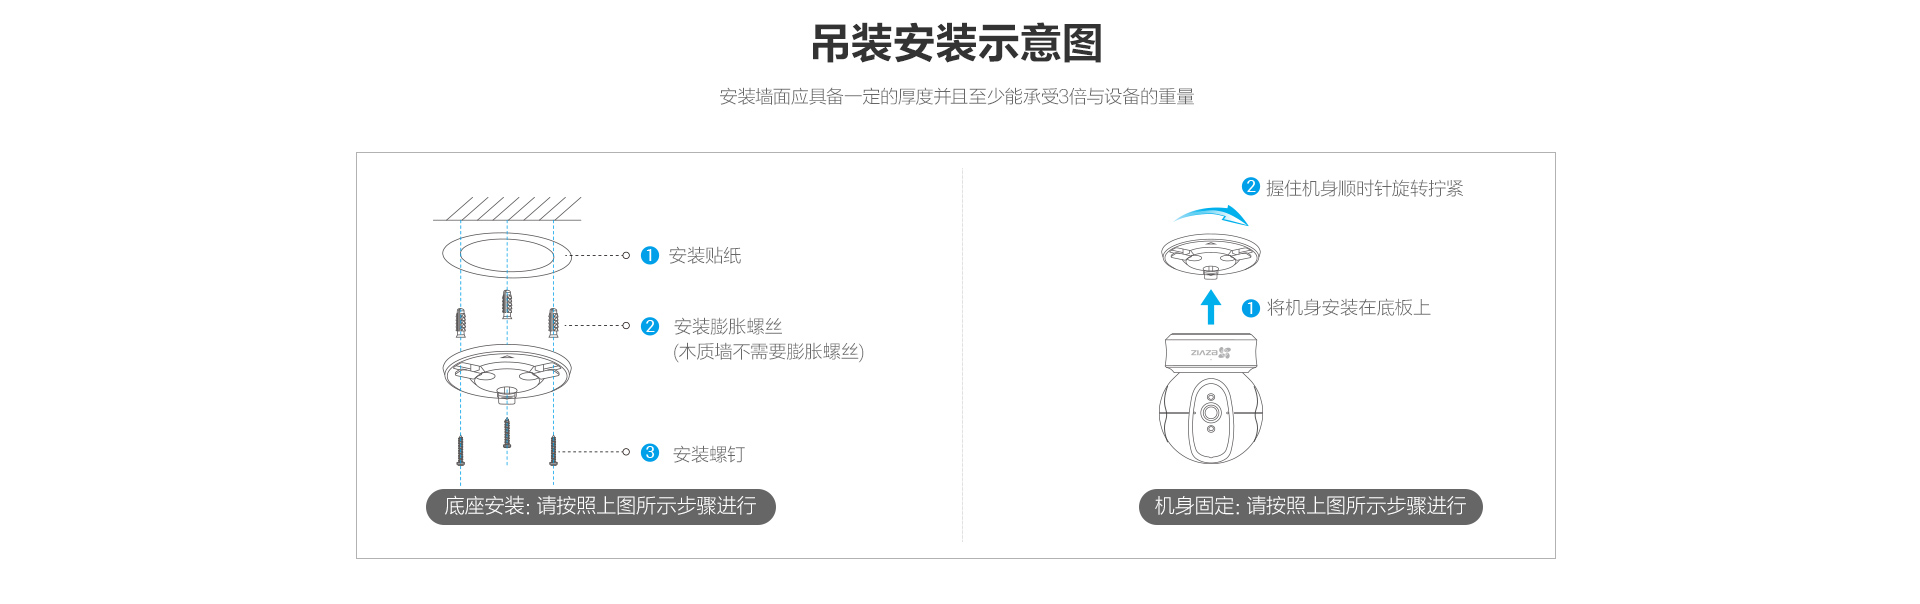 吊装安装示意图
安装墙面应具备一定的厚度并且至少能承受3倍与设备的重量
1 安装贴纸
2 安装膨胀螺丝
(木质墙不需要膨胀螺丝)
3 安装螺钉
底座安装: 请按照上图所示步骤进行
2 握住机身顺时针旋转拧紧
1 将机身安装在底板上
机身固定: 请按照上图所示步骤进行